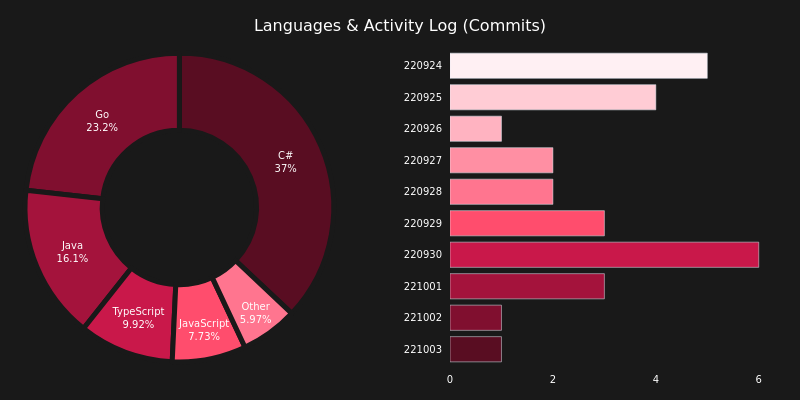 Languages & Activity Log (Commits)
Go
23.2%
C#
37%
Java
16.1%
TypeScript
9.92%
JavaScript
7.73%
Other
5.97%
220924
220925
220926
220927
220928
220929
220930
221001
221002
221003
0 2 4 6